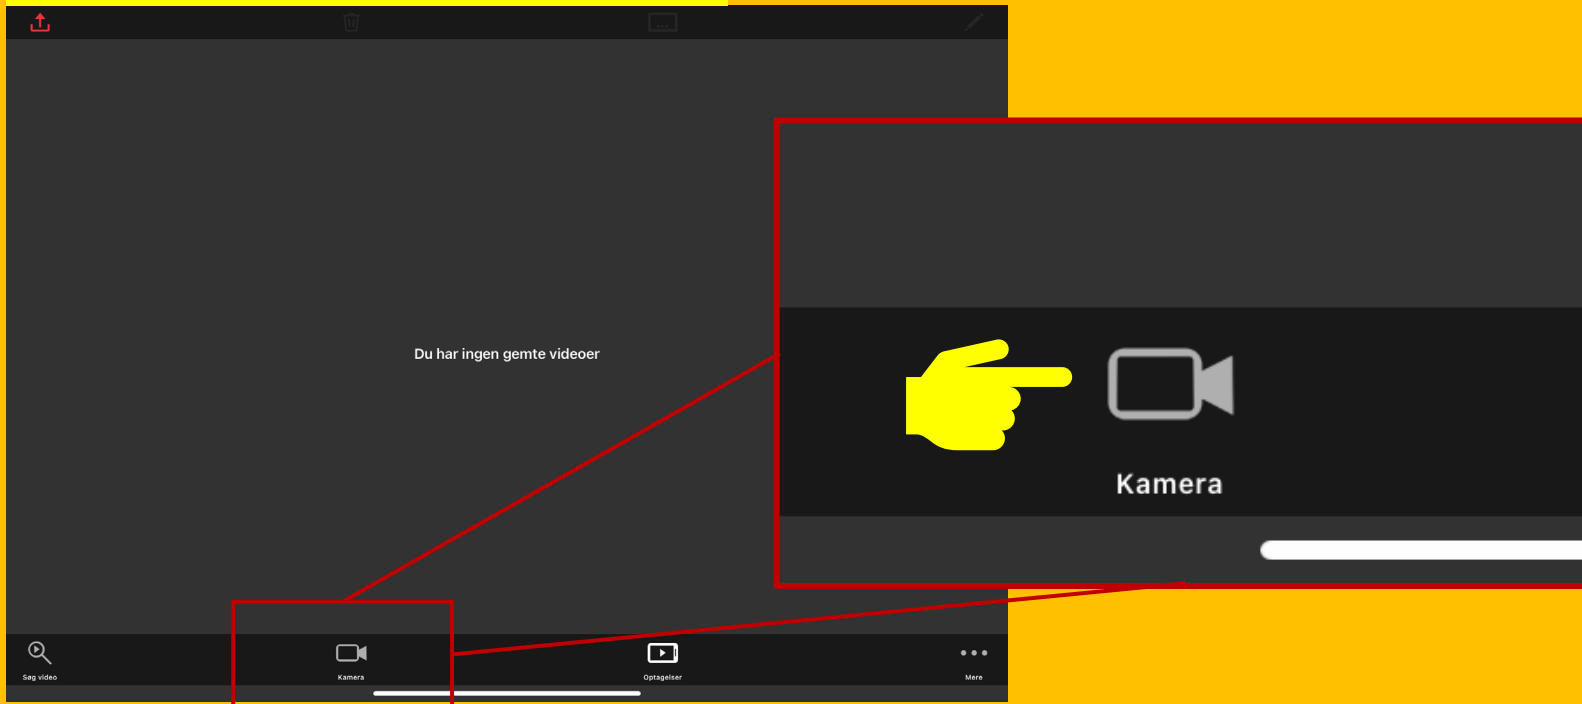 Du har ingen gemte videoer
Kamera
Søg video
Kamera
Optagelser
Mere